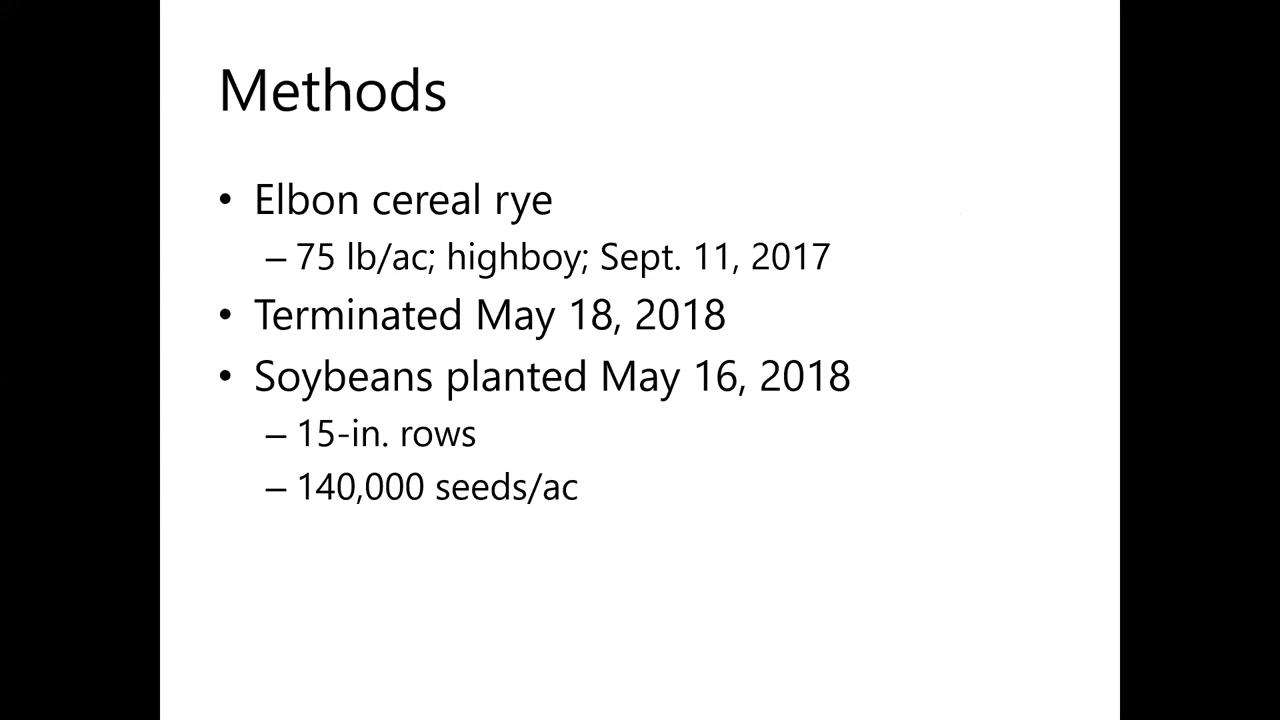 Methods
• Elbon cereal rye
– 75 lb/ac; highboy; Sept. 11, 2017
• Terminated May 18, 2018
• Soybeans planted May 16, 2018
– 15-in. rows
– 140,000 seeds/ac